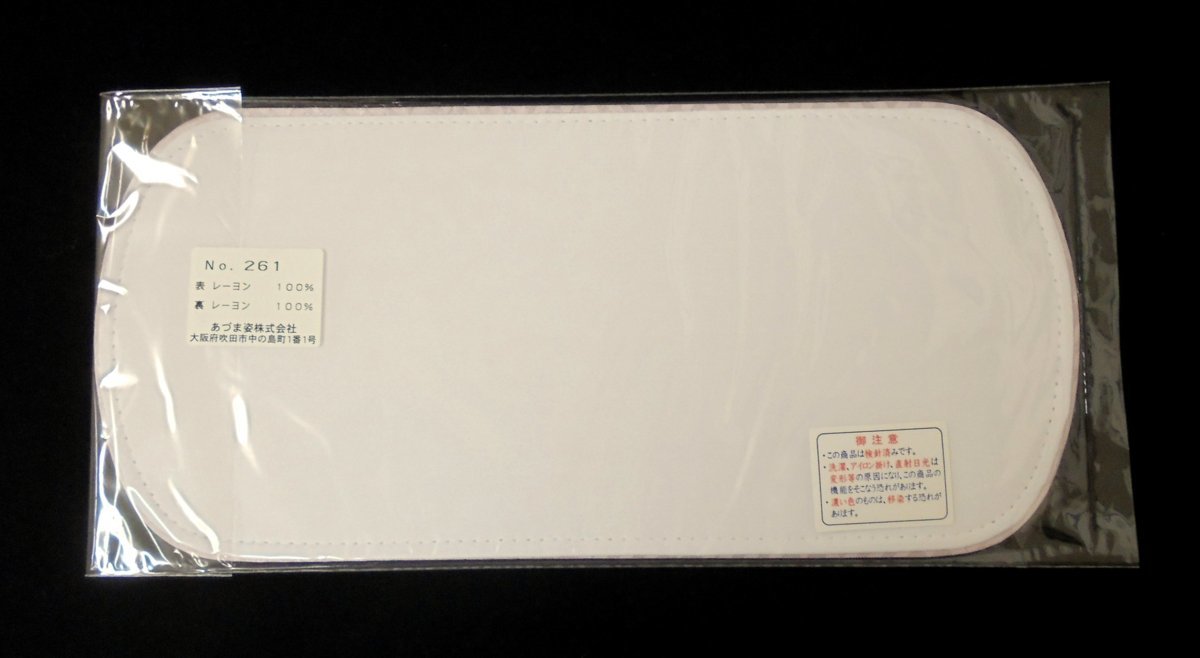 No. 261
表 レーヨン 100%
裏 レーヨン 100%
あづま姿株式会社
大阪府吹田市中の島町1番1号
御注意
・この商品は検針済みです。
・洗濯、アイロン掛け、直射日光は
変形等の原因になり、この商品の
機能をそこなう恐れがあります。
・濃い色のものは、移染する恐れが
あります。